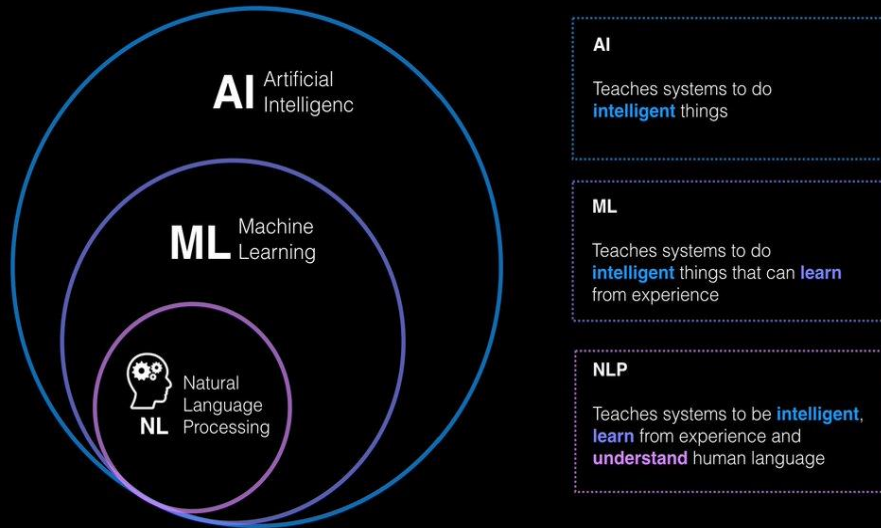 AI Artificial
Intelligenc
ML Machine
Learning
Natural
Language
NL Processing
AI
Teaches systems to do
intelligent things
ML
Teaches systems to do
intelligent things that can learn
from experience
NLP
Teaches systems to be intelligent,
learn from experience and
understand human language